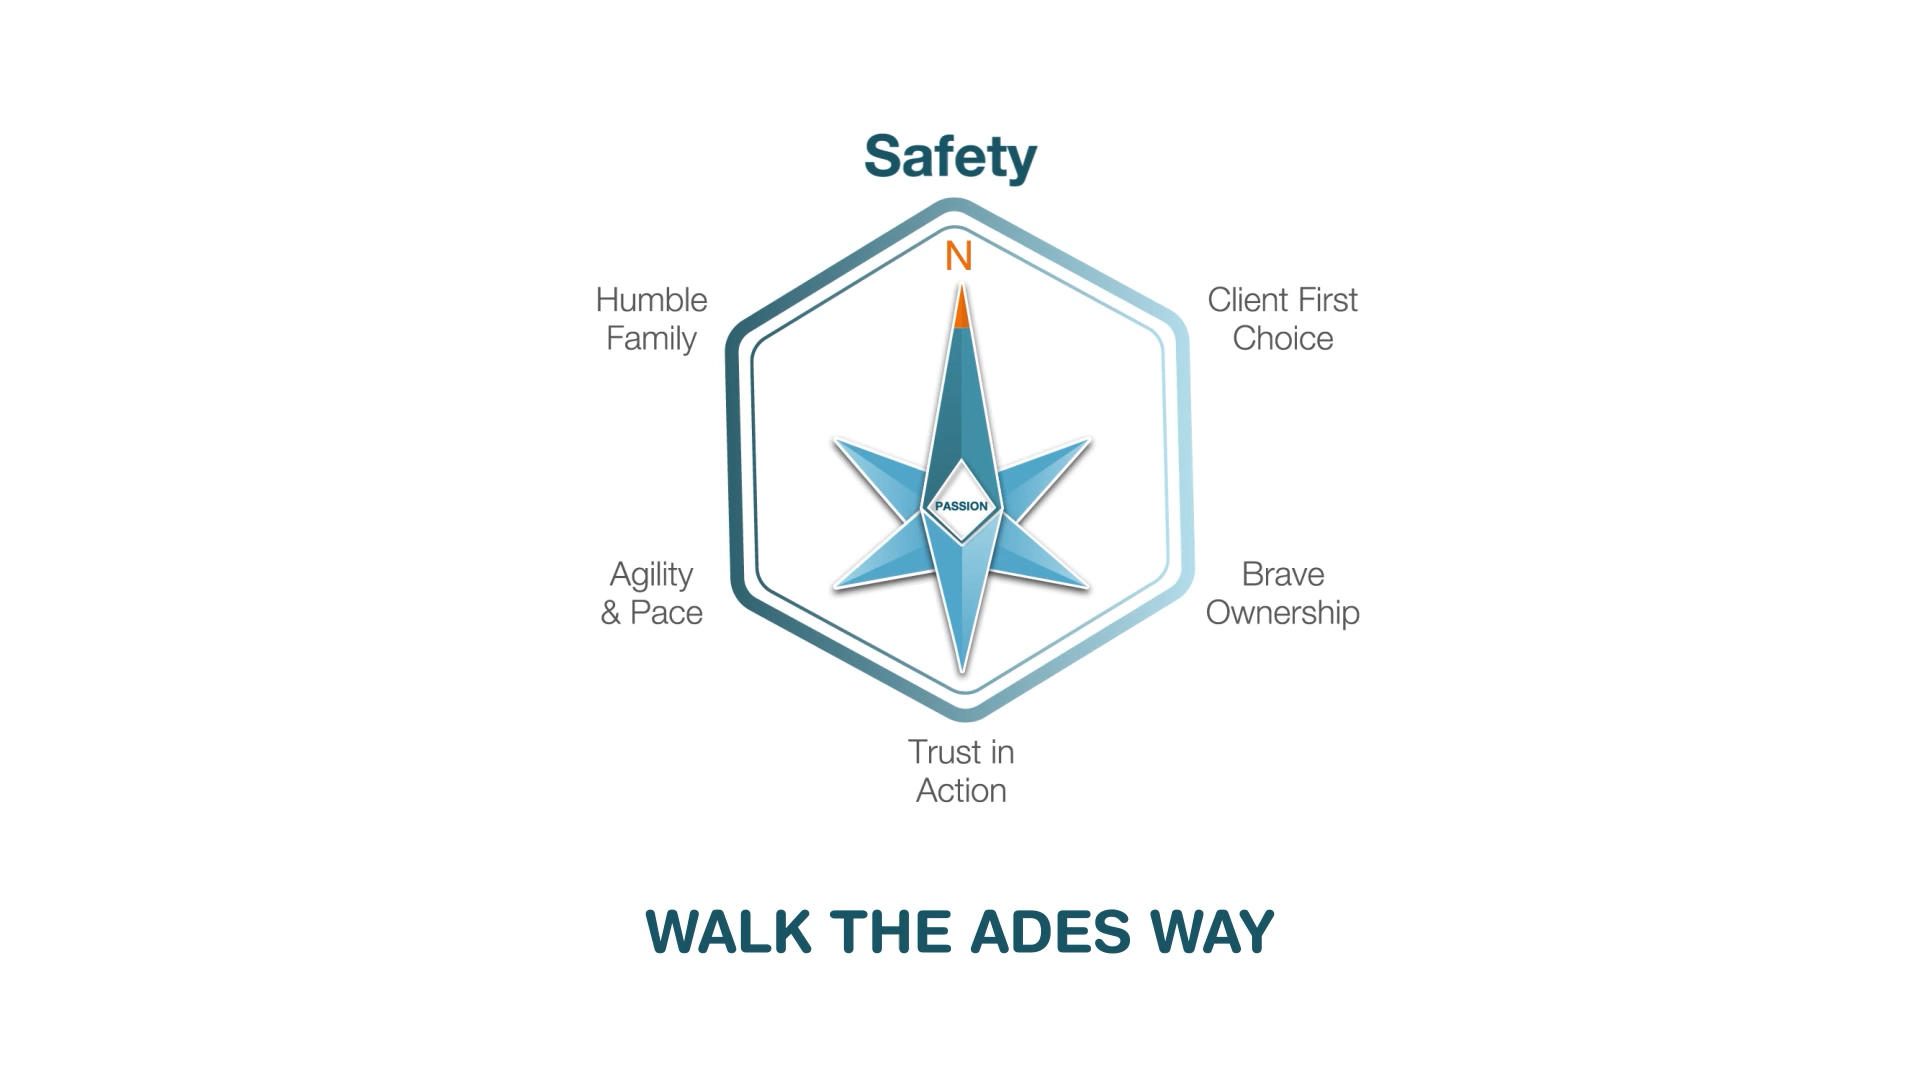 Safety
N
Humble
Family
Client First
Choice
PASSION
Agility
& Pace
Brave
Ownership
Trust in
Action
WALK THE ADES WAY